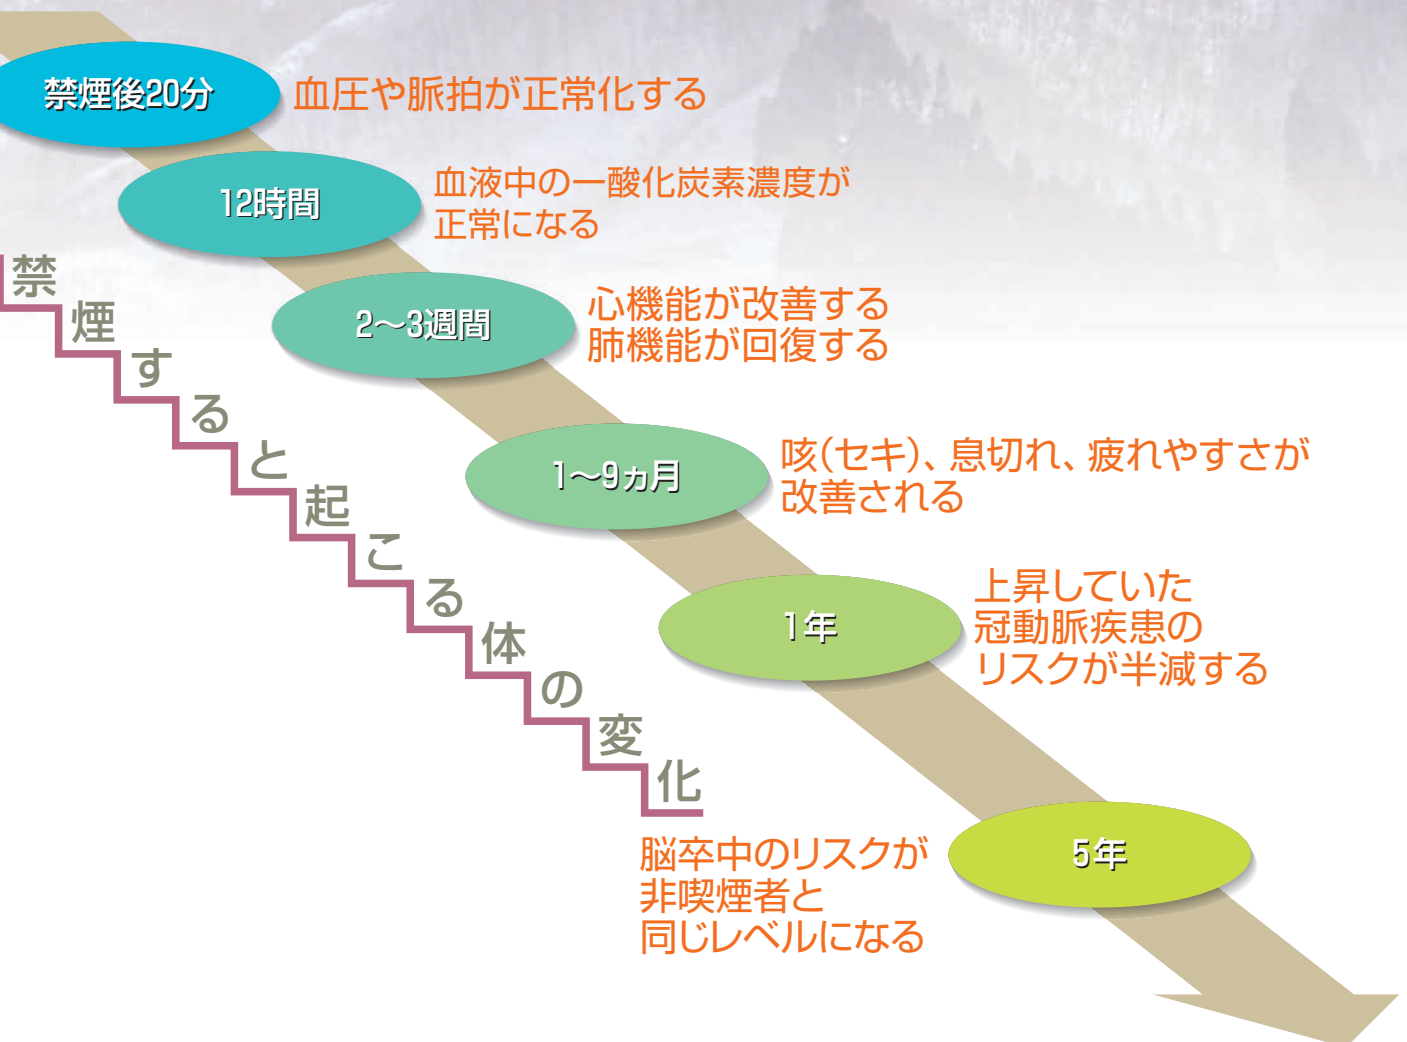 禁煙後20分
血圧や脈拍が正常化する
12時間
血液中の一酸化炭素濃度が
正常になる
2〜3週間
心機能が改善する
肺機能が回復する
1〜9ヵ月
咳(セキ)、息切れ、疲れやすさが
改善される
1年
上昇していた
冠動脈疾患の
リスクが半減する
5年
脳卒中のリスクが
非喫煙者と
同じレベルになる
禁煙すると起こる体の変化